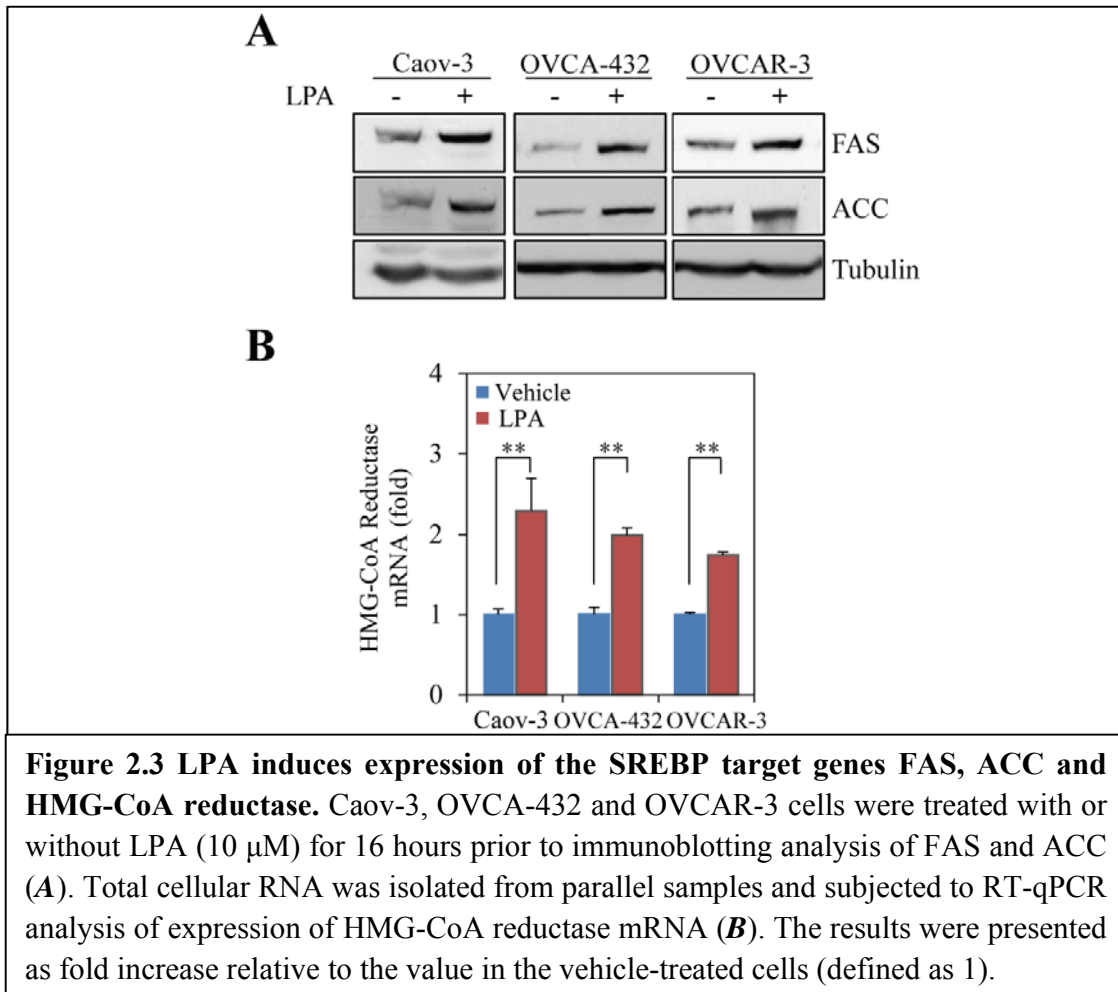 A
Caov-3 OVCA-432 OVCAR-3
LPA - + - + - +
FAS
ACC
Tubulin
B
4
3
2
1
0
HMG-CoA Reductase
mRNA (fold)
Vehicle
LPA
** ** **
Caov-3 OVCA-432 OVCAR-3
Figure 2.3 LPA induces expression of the SREBP target genes FAS, ACC and
HMG-CoA reductase. Caov-3, OVCA-432 and OVCAR-3 cells were treated with or
without LPA (10 μM) for 16 hours prior to immunoblotting analysis of FAS and ACC
(A). Total cellular RNA was isolated from parallel samples and subjected to RT-qPCR
analysis of expression of HMG-CoA reductase mRNA (B). The results were presented
as fold increase relative to the value in the vehicle-treated cells (defined as 1).